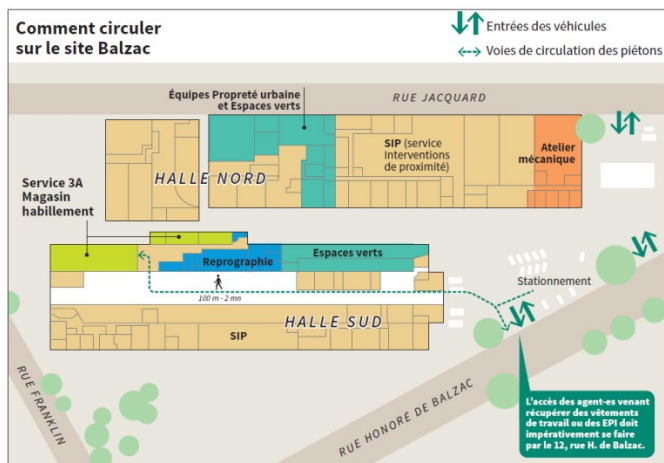 Comment circuler
sur le site Balzac
Entrées des véhicules
Voies de circulation des piétons
Équipes Propreté urbaine
et Espaces verts
RUE JACQUARD
SIP (service
Interventions
de proximité)
Atelier
mécanique
HALLE NORD
Service 3A
Magasin
habillement
Reprographie
Espaces verts
Stationnement
100 m - 2 mn
HALLE SUD
SIP
RUE FRANKLIN
RUE HONORÉ DE BALZAC
L'accès des agent-es venant
récupérer des vêtements
de travail ou des EPI doit
impérativement se faire
par le 12, rue H. de Balzac.